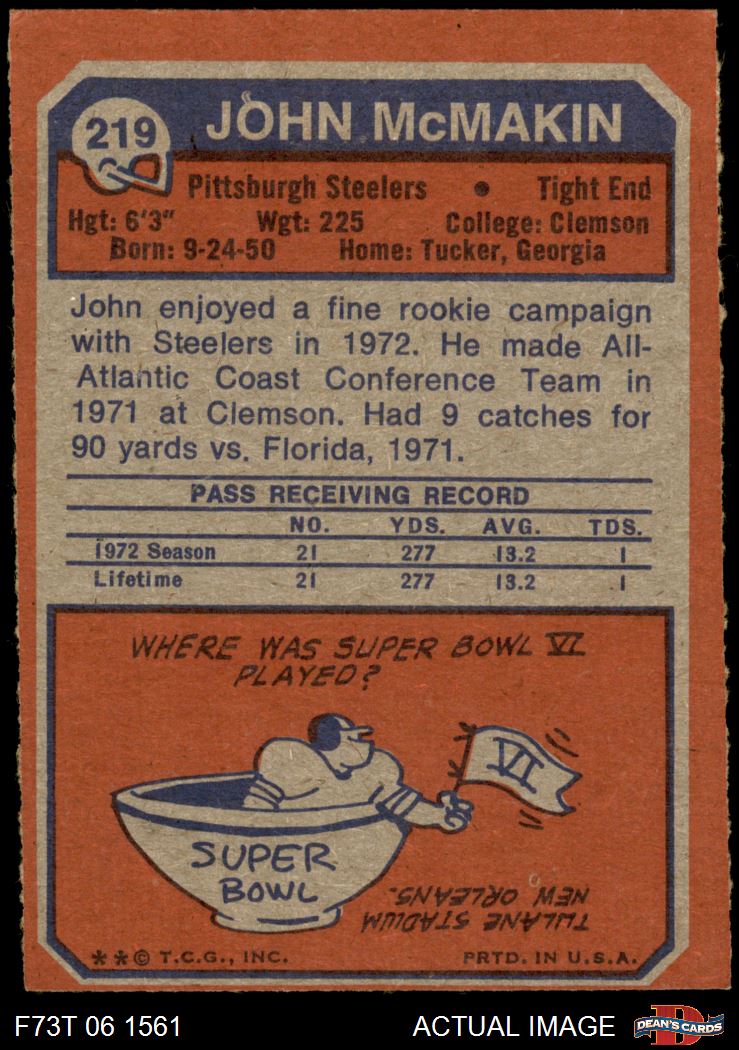 219
JOHN McMAKIN
Pittsburgh Steelers • Tight End
Hgt: 6'3" Wgt: 225 College: Clemson
Born: 9-24-50 Home: Tucker, Georgia
John enjoyed a fine rookie campaign
with Steelers in 1972. He made All-
Atlantic Coast Conference Team in
1971 at Clemson. Had 9 catches for
90 yards vs. Florida, 1971.
PASS RECEIVING RECORD
NO. YDS. AVG. TDS.
1972 Season 21 277 13.2 1
Lifetime 21 277 13.2 1
WHERE WAS SUPER BOWL VI
PLAYED?
VI
SUPER
BOWL
TULANE STADIUM
NEW ORLEANS.
**© T.C.G., INC. PRTD. IN U.S.A.
F73T 06 1561 ACTUAL IMAGE D DEAN'S CARDS